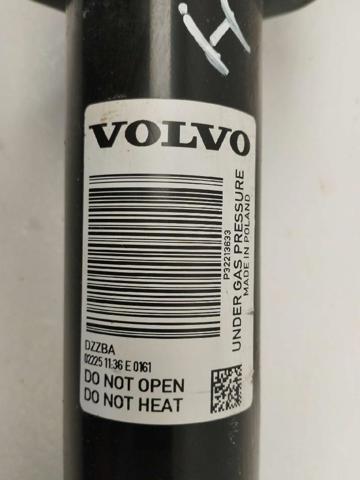 H
VOLVO
DZZBA
02225 11:36 E 0161
DO NOT OPEN
DO NOT HEAT
P32213633
UNDER GAS PRESSURE
MADE IN POLAND